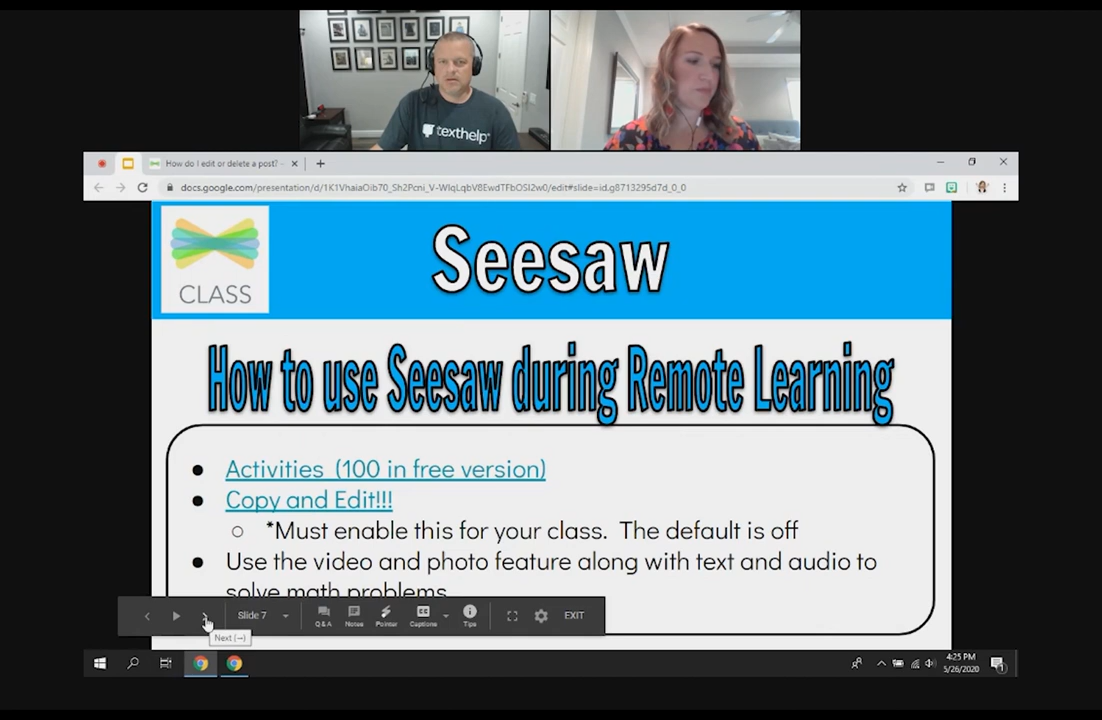 texthelp
How do I edit or delete a post? -
docs.google.com/presentation/d/1K1VhaiaOib70_Sh2Pcni_V-WIqLqbV8EwdTFbOSI2w0/edit#slide=id.g8713295d7d_0_0
CLASS
Seesaw
How to use Seesaw during Remote Learning
Activities (100 in free version)
Copy and Edit!!!
*Must enable this for your class. The default is off
Use the video and photo feature along with text and audio to
solve math problems
Slide 7
Q&A
Notes
Pointer
Captions
Tips
EXIT
Next (→)
4:25 PM
5/26/2020